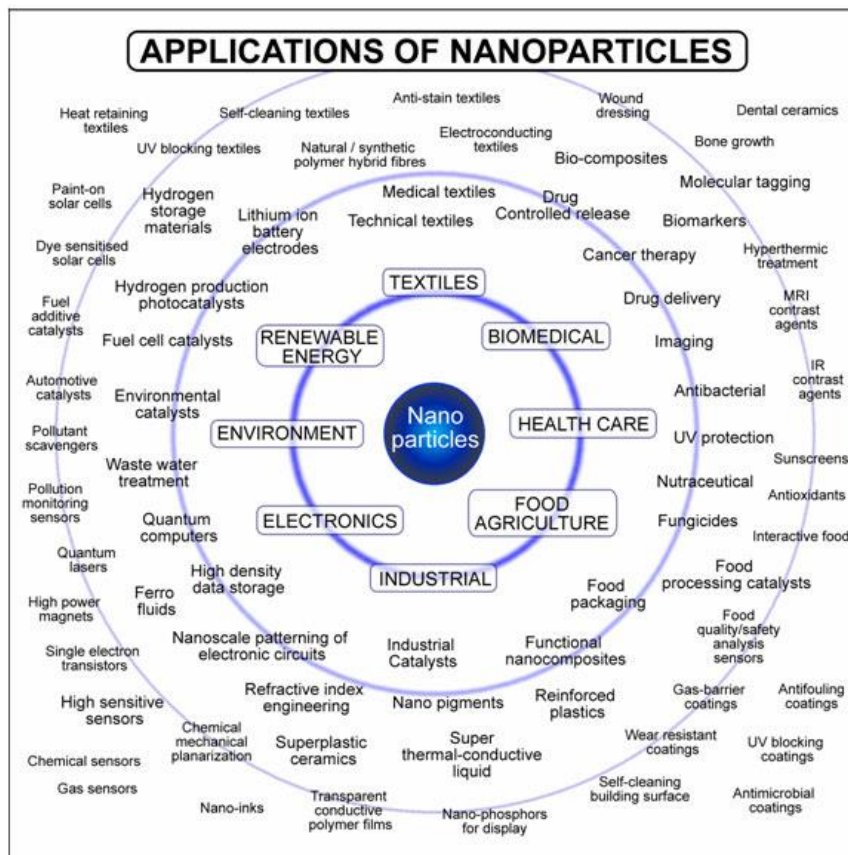 APPLICATIONS OF NANOPARTICLES
Heat retaining
textiles
Self-cleaning textiles
Anti-stain textiles
Wound
dressing
Dental ceramics
UV blocking textiles
Natural / synthetic
polymer hybrid fibres
Electroconducting
textiles
Bio-composites
Bone growth
Paint-on
solar cells
Hydrogen
storage
materials
Lithium ion
battery
electrodes
Medical textiles
Technical textiles
Drug
Controlled release
Molecular tagging
Biomarkers
Dye sensitised
solar cells
Cancer therapy
Hyperthermic
treatment
Hydrogen production
photocatalysts
TEXTILES
Drug delivery
MRI
contrast
agents
Fuel
additive
catalysts
Fuel cell catalysts
RENEWABLE
ENERGY
BIOMEDICAL
Imaging
IR
contrast
agents
Automotive
catalysts
Environmental
catalysts
Antibacterial
Nano
particles
ENVIRONMENT
HEALTH CARE
UV protection
Pollutant
scavengers
Sunscreens
Waste water
treatment
Nutraceutical
Antioxidants
Pollution
monitoring
sensors
Quantum
computers
ELECTRONICS
FOOD
AGRICULTURE
Fungicides
Interactive food
Quantum
lasers
High density
data storage
INDUSTRIAL
Food
processing catalysts
Ferro
fluids
Food
packaging
High power
magnets
Food
quality/safety
analysis
sensors
Single electron
transistors
Nanoscale patterning of
electronic circuits
Industrial
Catalysts
Functional
nanocomposites
High sensitive
sensors
Refractive index
engineering
Nano pigments
Reinforced
plastics
Gas-barrier
coatings
Antifouling
coatings
Chemical
mechanical
planarization
Superplastic
ceramics
Super
thermal-conductive
liquid
Wear resistant
coatings
UV blocking
coatings
Chemical sensors
Gas sensors
Self-cleaning
building surface
Antimicrobial
coatings
Nano-inks
Transparent
conductive
polymer films
Nano-phosphors
for display